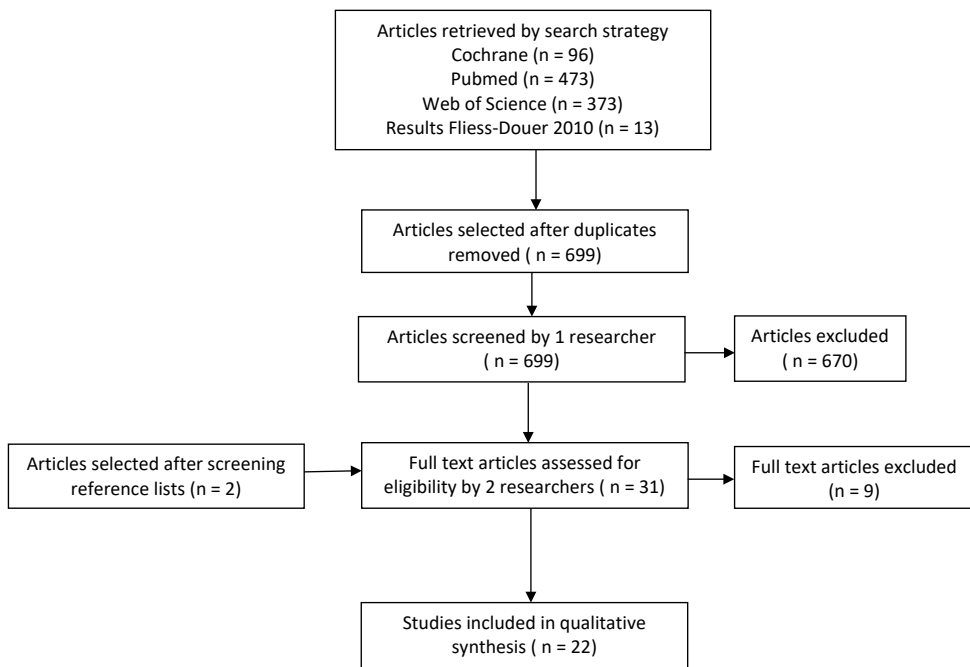 Articles retrieved by search strategy
Cochrane (n = 96)
Pubmed (n = 473)
Web of Science (n = 373)
Results Fliess-Douer 2010 (n = 13)
Articles selected after duplicates
removed ( n = 699)
Articles screened by 1 researcher
( n = 699)
Articles excluded
( n = 670)
Articles selected after screening
reference lists (n = 2)
Full text articles assessed for
eligibility by 2 researchers ( n = 31)
Full text articles excluded
(n = 9)
Studies included in qualitative
synthesis ( n = 22)